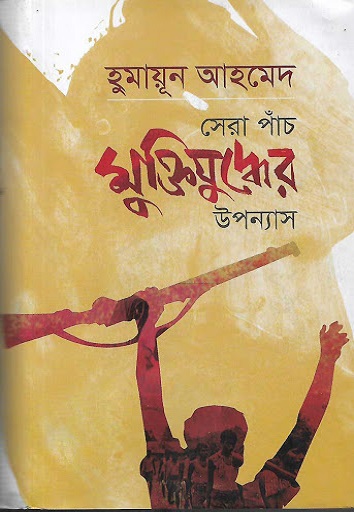 হুমায়ূন আহমেদ
সেরা পাঁচ
মুক্তিযুদ্ধের
উপন্যাস